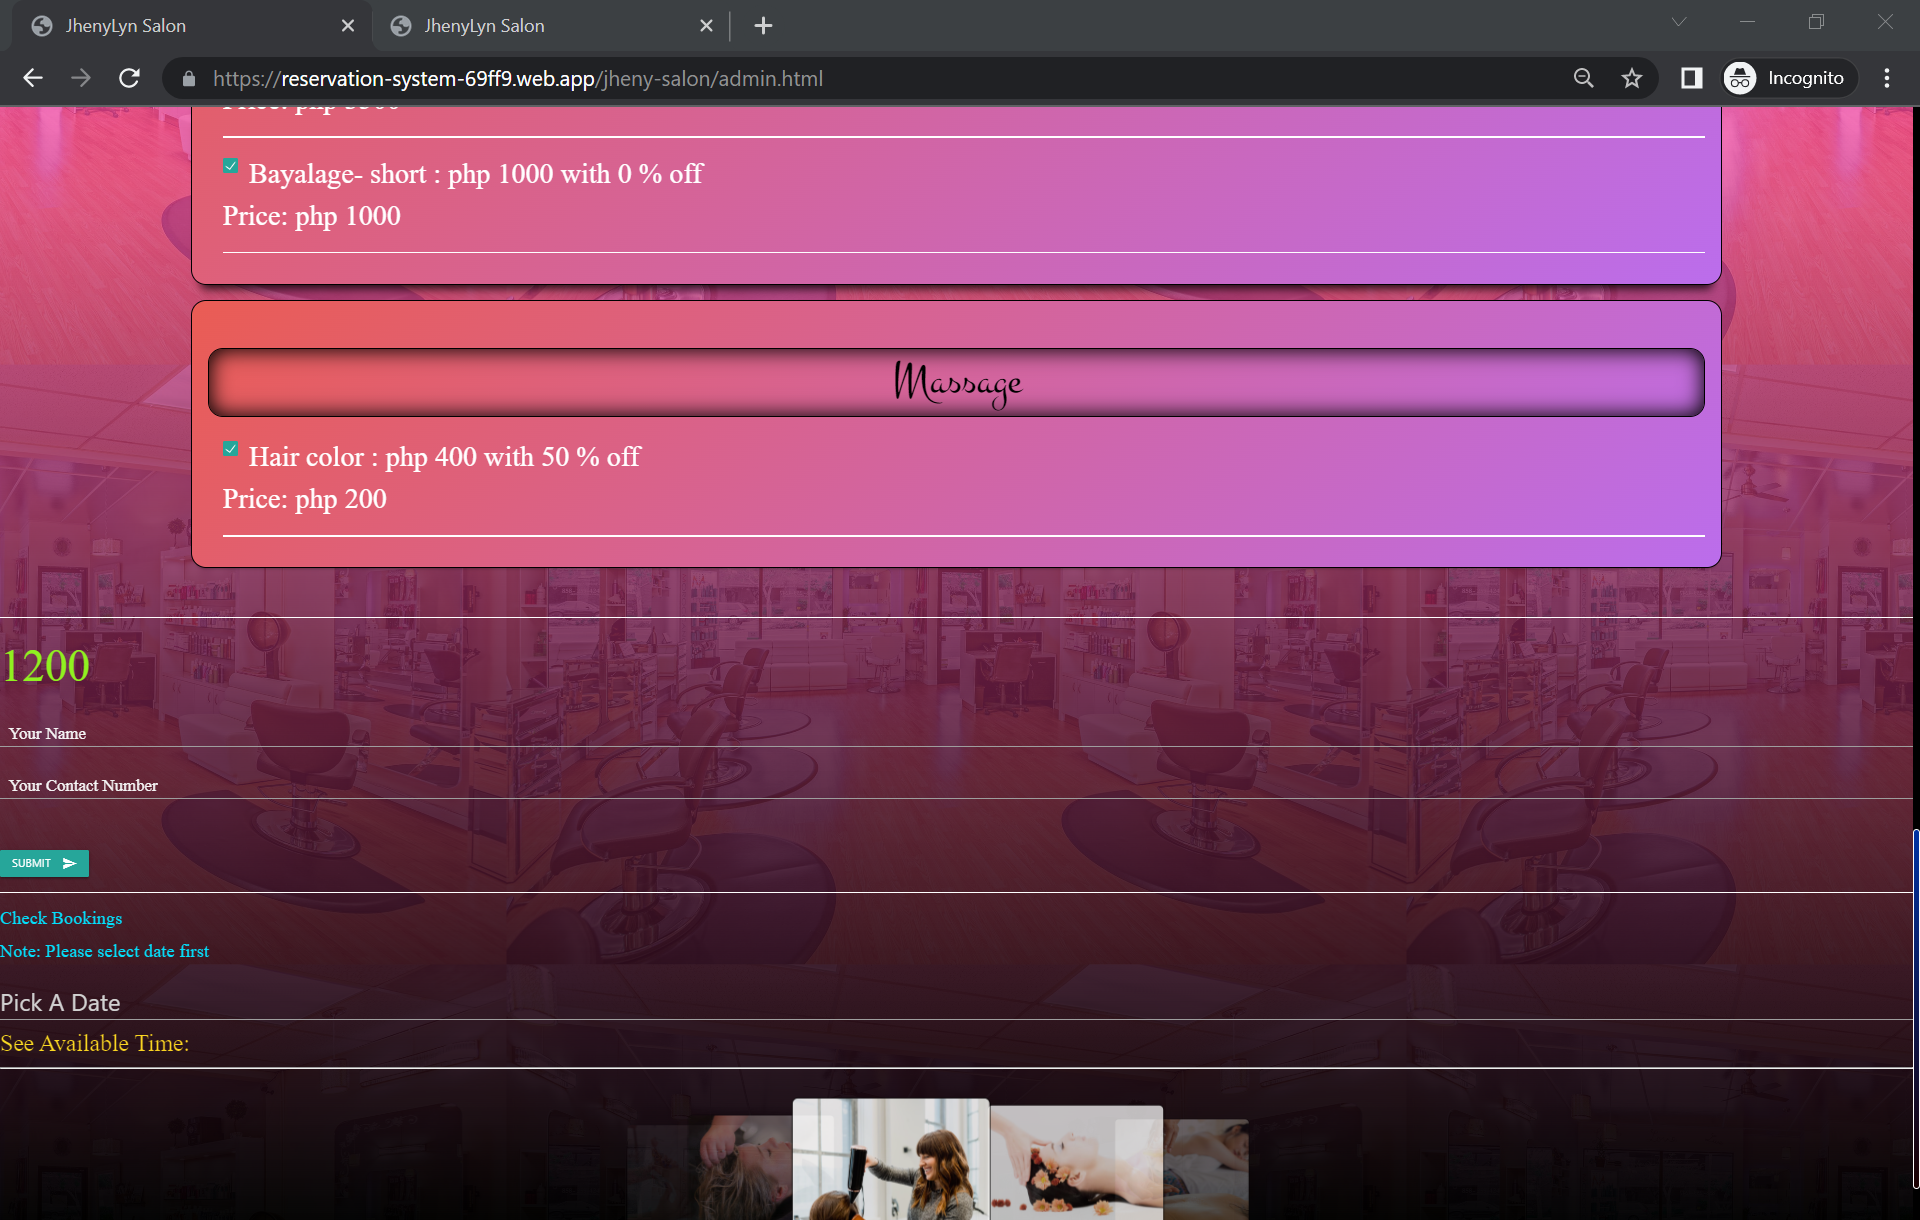 JhenyLyn Salon
JhenyLyn Salon
https://reservation-system-69ff9.web.app/jheny-salon/admin.html
Incognito
Bayalage- short : php 1000 with 0 % off
Price: php 1000
Massage
Hair color : php 400 with 50 % off
Price: php 200
1200
Your Name
Your Contact Number
SUBMIT
Check Bookings
Note: Please select date first
Pick A Date
See Available Time: